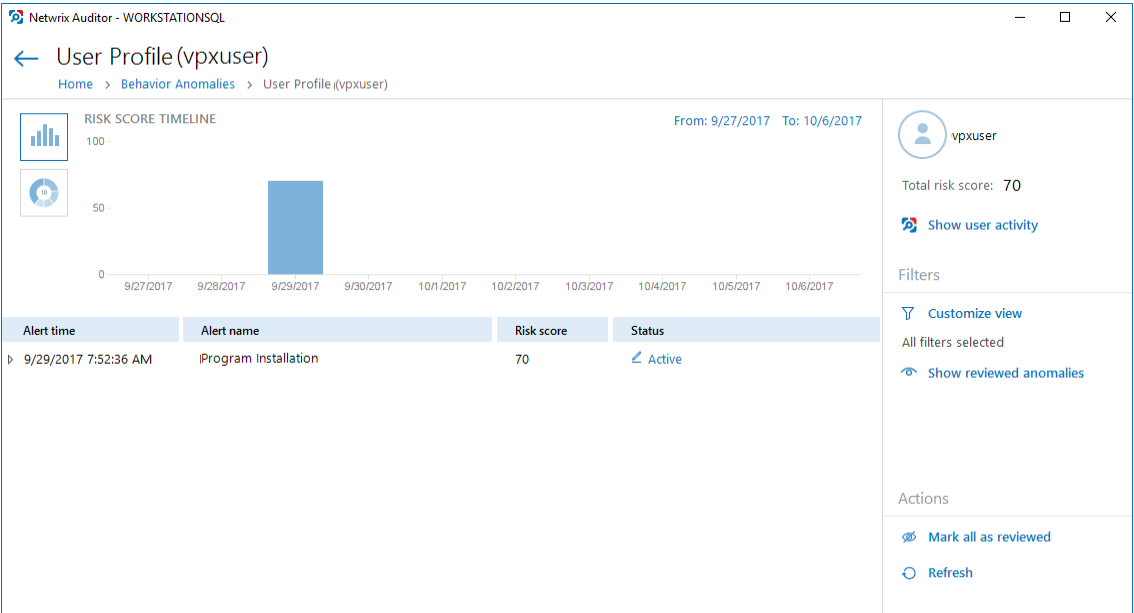 Netwrix Auditor - WORKSTATIONSQL
User Profile (vpxuser)
Home > Behavior Anomalies > User Profile (vpxuser)
RISK SCORE TIMELINE
From: 9/27/2017 To: 10/6/2017
100
50
0
9/27/2017 9/28/2017 9/29/2017 9/30/2017 10/1/2017 10/2/2017 10/3/2017 10/4/2017 10/5/2017 10/6/2017
10
Alert time Alert name Risk score Status
9/29/2017 7:52:36 AM Program Installation 70 Active
vpxuser
Total risk score: 70
Show user activity
Filters
Customize view
All filters selected
Show reviewed anomalies
Actions
Mark all as reviewed
Refresh